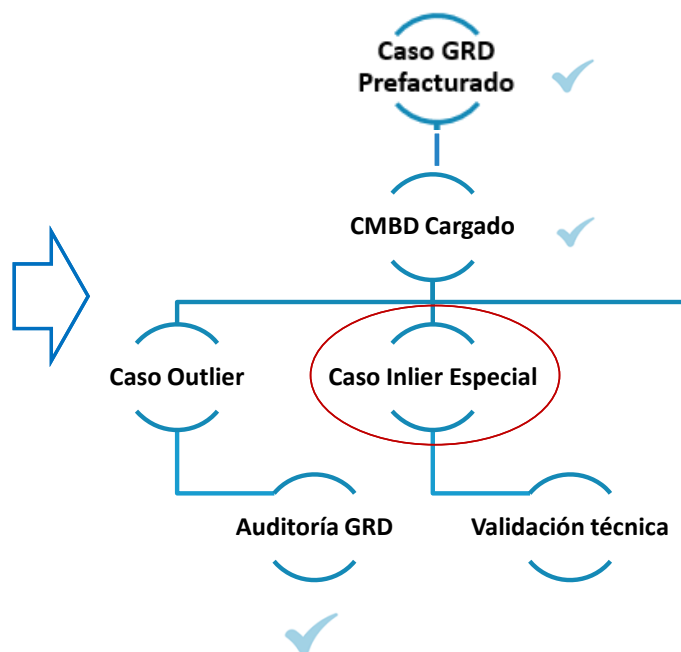 Caso GRD
Prefacturado
CMBD Cargado
Caso Outlier
Caso Inlier Especial
Auditoría GRD
Validación técnica